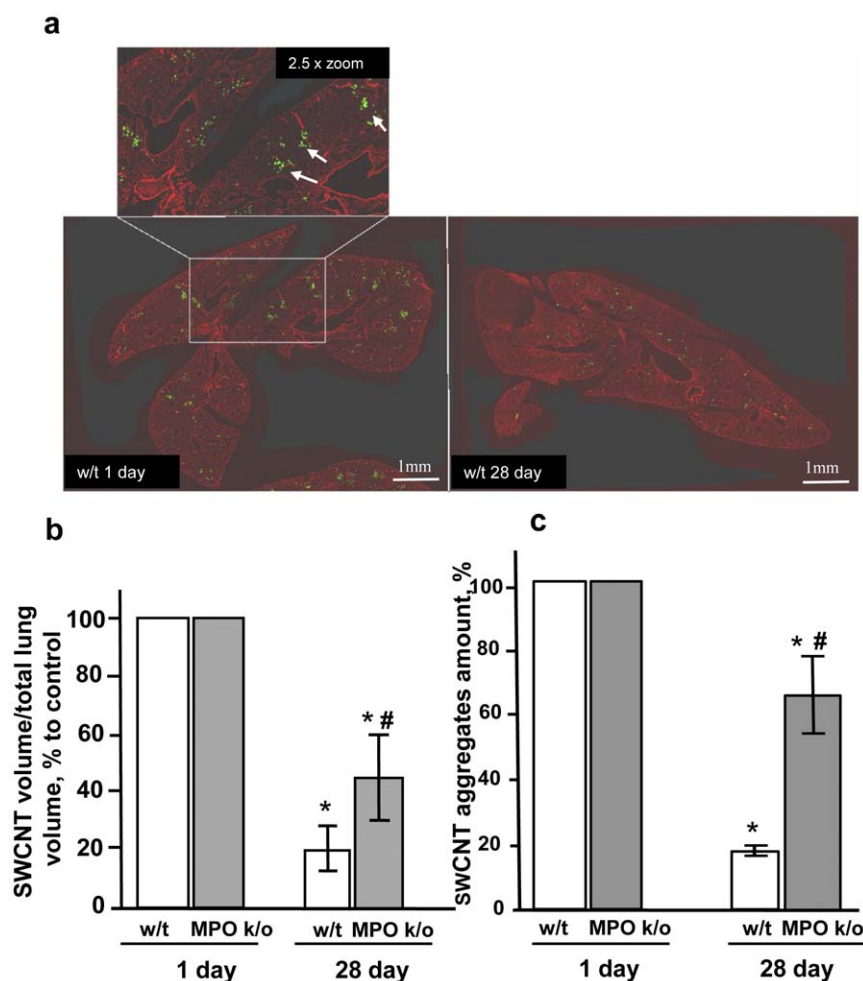 a
2.5 x zoom
w/t 1 day
1mm
w/t 28 day
1mm
b
SWCNT volume/total lung
volume, % to control
100
80
60
40
20
0
*
* #
w/t MPO k/o w/t MPO k/o
1 day 28 day
c
SWCNT aggregates amount, %
100
80
60
40
20
0
*
* #
w/t MPO k/o w/t MPO k/o
1 day 28 day